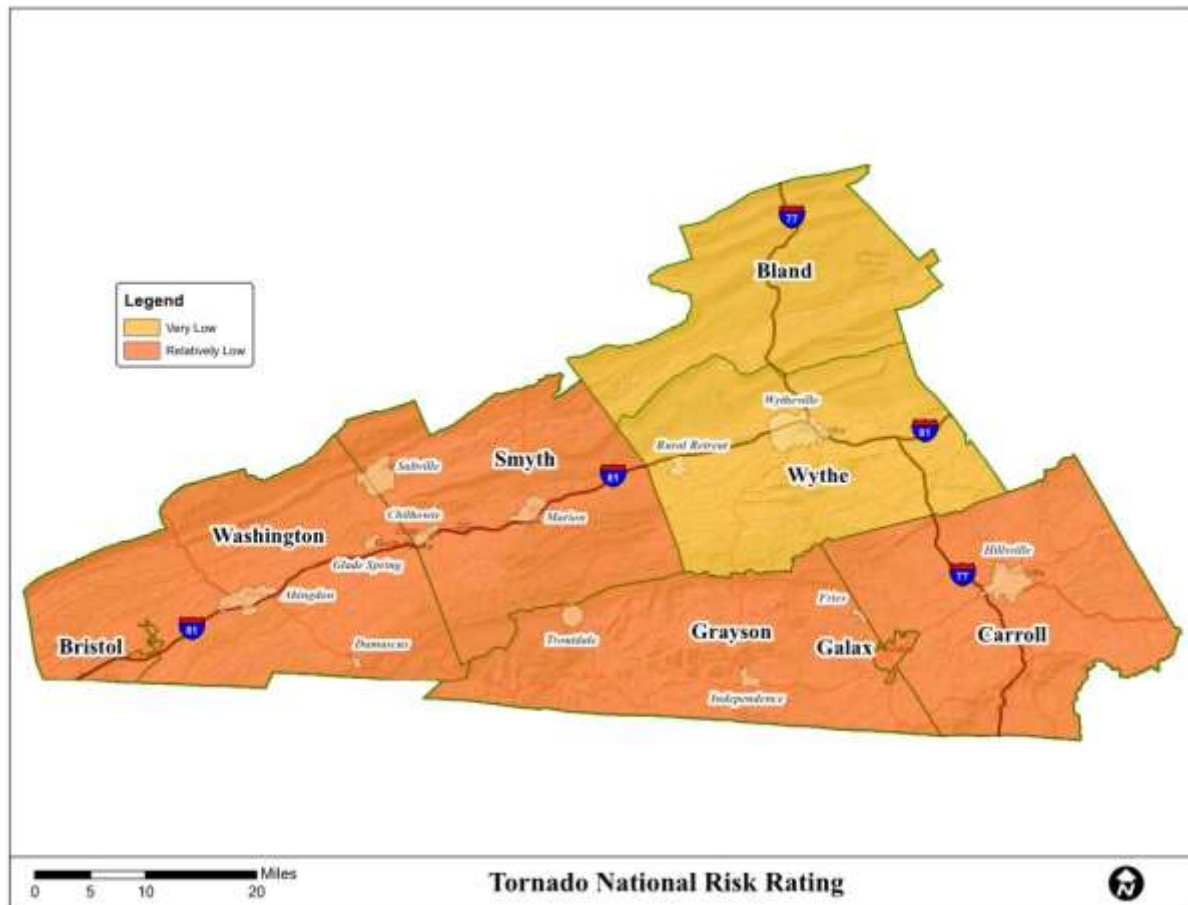 77
Bland
Legend
Very Low
Relatively Low
Wytheville
81
Rural Retreat
Smyth
Wythe
Saltville
81
Chilhowie
Marion
Washington
Hillsville
Glade Spring
77
Abingdon
Fries
81
Grayson
Carroll
Bristol
Damascus
Troutdale
Galax
Independence
Miles
0 5 10 20
Tornado National Risk Rating
N